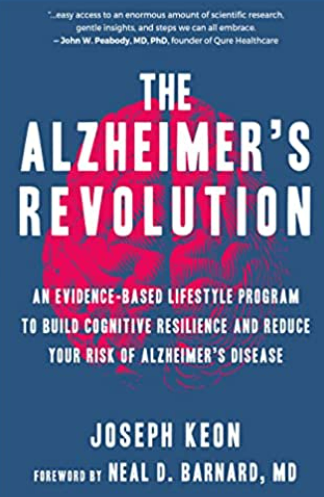 "...easy access to an enormous amount of scientific research,
gentle insights, and steps we can all embrace.
— John W. Peabody, MD, PhD, founder of Qure Healthcare
THE
ALZHEIMER'S
REVOLUTION
AN EVIDENCE-BASED LIFESTYLE PROGRAM
TO BUILD COGNITIVE RESILIENCE AND REDUCE
YOUR RISK OF ALZHEIMER'S DISEASE
JOSEPH KEON
FOREWORD BY NEAL D. BARNARD, MD